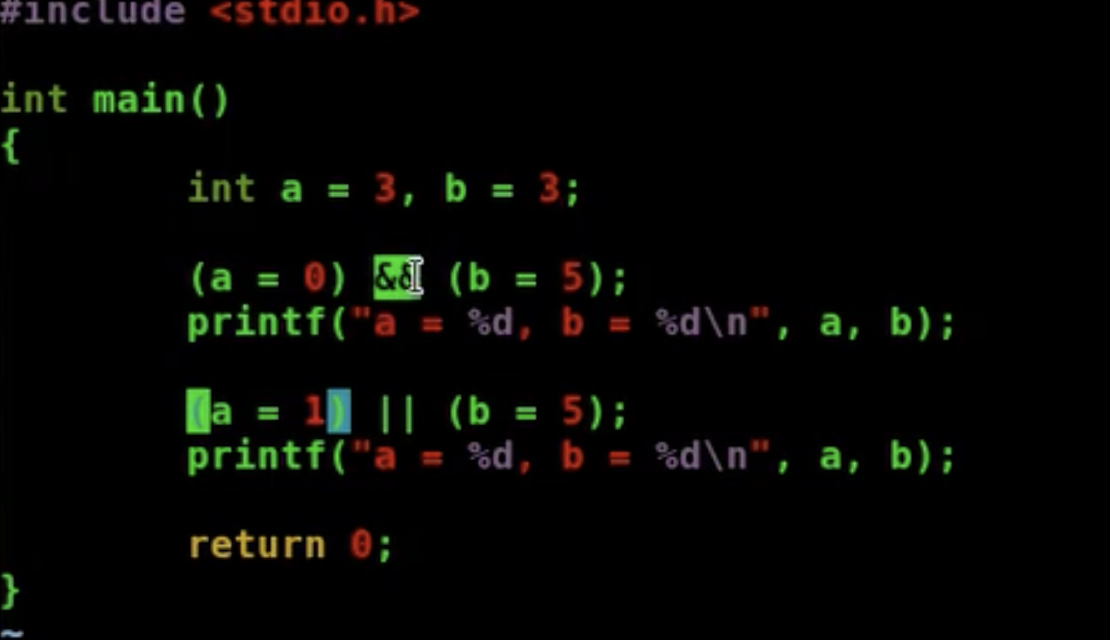 #include <stdio.h>
int main()
{
int a = 3, b = 3;
(a = 0) && (b = 5);
printf("a = %d, b = %d\n", a, b);
(a = 1) || (b = 5);
printf("a = %d, b = %d\n", a, b);
return 0;
}
~